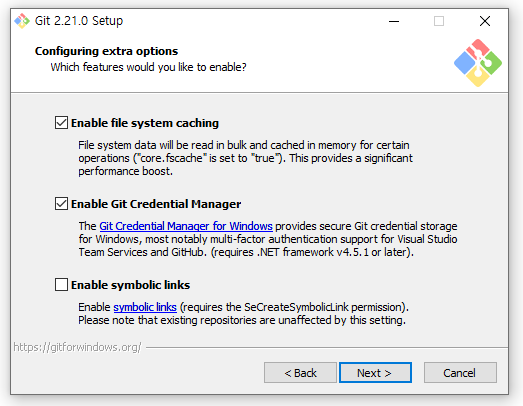 Git 2.21.0 Setup
Configuring extra options
Which features would you like to enable?
Enable file system caching
File system data will be read in bulk and cached in memory for certain
operations ("core.fscache" is set to "true"). This provides a significant
performance boost.
Enable Git Credential Manager
The Git Credential Manager for Windows provides secure Git credential storage
for Windows, most notably multi-factor authentication support for Visual Studio
Team Services and GitHub. (requires .NET framework v4.5.1 or later).
Enable symbolic links
Enable symbolic links (requires the SeCreateSymbolicLink permission).
Please note that existing repositories are unaffected by this setting.
https://gitforwindows.org/
< Back
Next >
Cancel